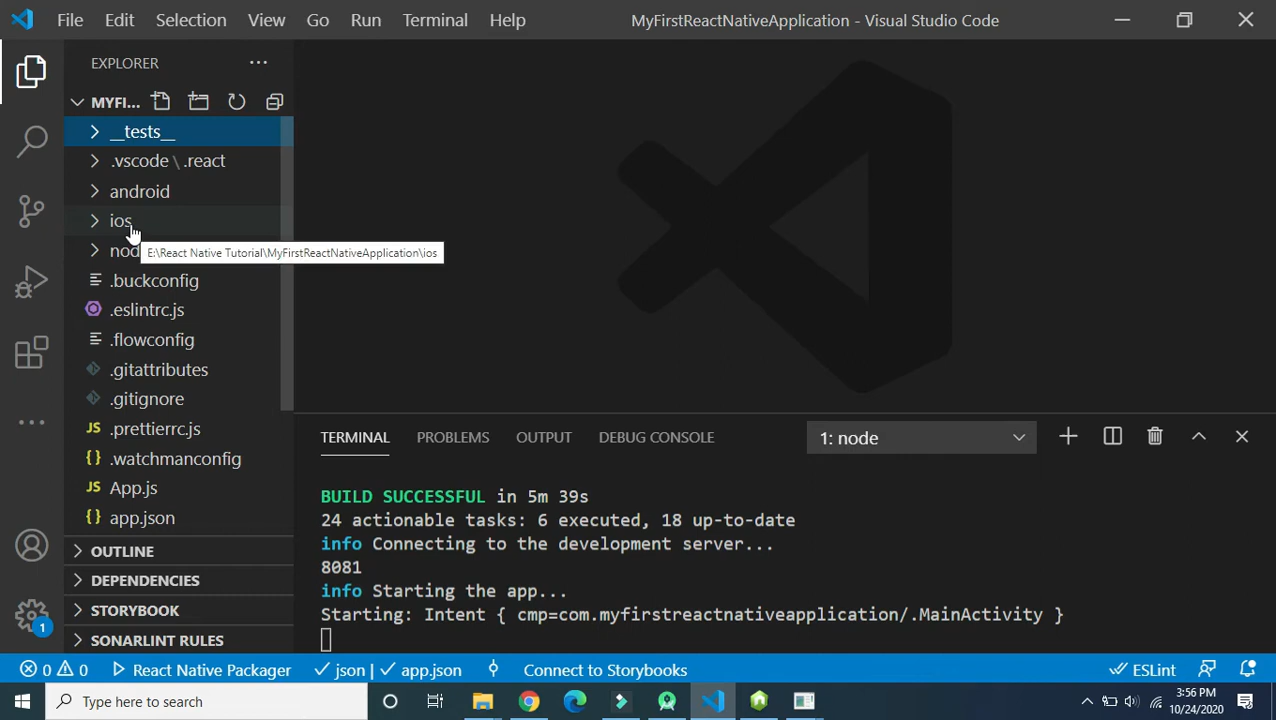 File Edit Selection View Go Run Terminal Help MyFirstReactNativeApplication - Visual Studio Code
EXPLORER
MYFI...
__tests__
.vscode \ .react
android
ios
E:\React Native Tutorial\MyFirstReactNativeApplication\ios
nod
.buckconfig
.eslintrc.js
.flowconfig
.gitattributes
.gitignore
JS .prettierrc.js
{} .watchmanconfig
JS App.js
{} app.json
OUTLINE
DEPENDENCIES
STORYBOOK
SONARLINT RULES
1
TERMINAL PROBLEMS OUTPUT DEBUG CONSOLE 1: node
BUILD SUCCESSFUL in 5m 39s
24 actionable tasks: 6 executed, 18 up-to-date
info Connecting to the development server...
8081
info Starting the app...
Starting: Intent { cmp=com.myfirstreactnativeapplication/.MainActivity }
0 0 React Native Packager json | app.json Connect to Storybooks ESLint
Type here to search
3:56 PM
10/24/2020